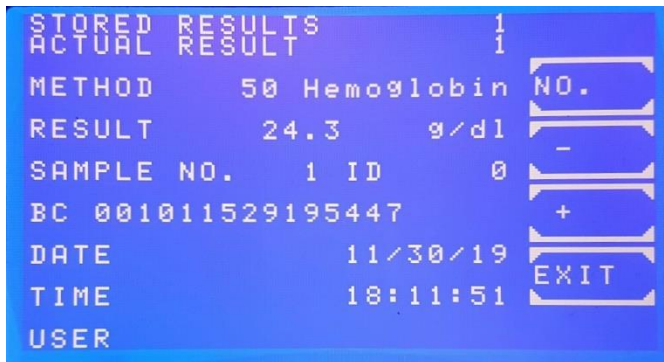 STORED RESULTS 1
ACTUAL RESULT 1
METHOD 50 Hemoglobin
NO.
RESULT 24.3 g/dl
-
SAMPLE NO. 1 ID 0
BC 001011529195447
+
DATE 11/30/19
EXIT
TIME 18:11:51
USER